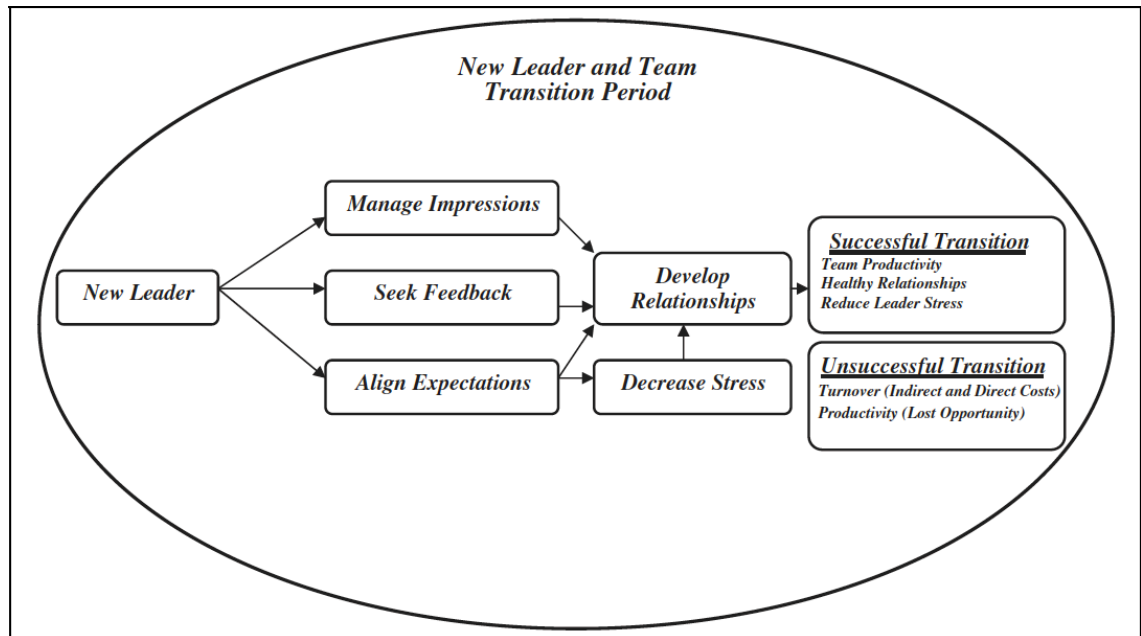 New Leader and Team
Transition Period
Manage Impressions
New Leader
Seek Feedback
Align Expectations
Develop
Relationships
Decrease Stress
Successful Transition
Team Productivity
Healthy Relationships
Reduce Leader Stress
Unsuccessful Transition
Turnover (Indirect and Direct Costs)
Productivity (Lost Opportunity)